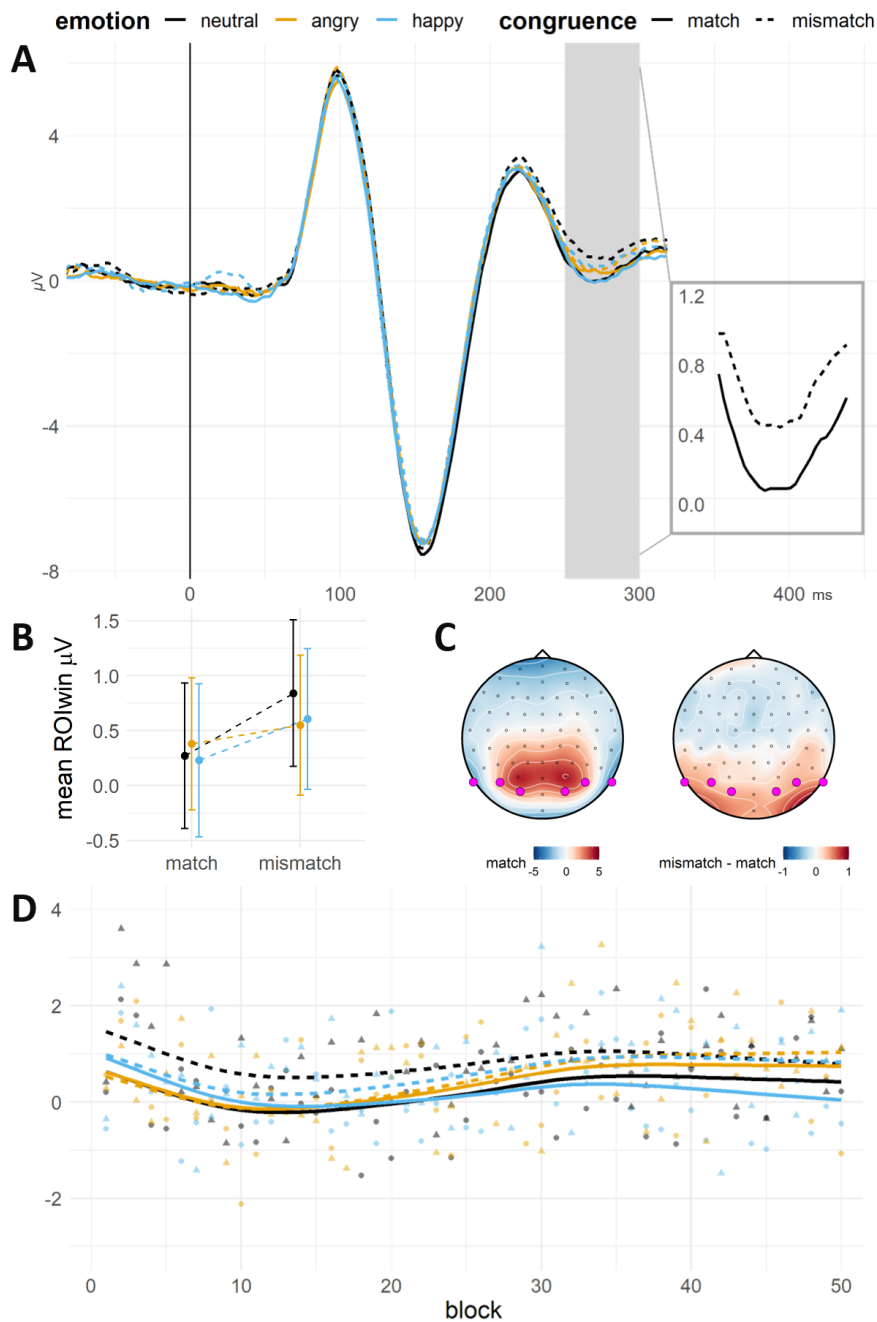 emotion neutral angry happy congruence match mismatch
A
4
0
-4
-8
μV
0 100 200 300 400 ms
1.2
0.8
0.4
0.0
B
1.5
1.0
0.5
0.0
-0.5
mean ROIwin μV
match mismatch
C
match -5 0 5
mismatch - match -1 0 1
D
4
2
0
-2
0 10 20 30 40 50
block